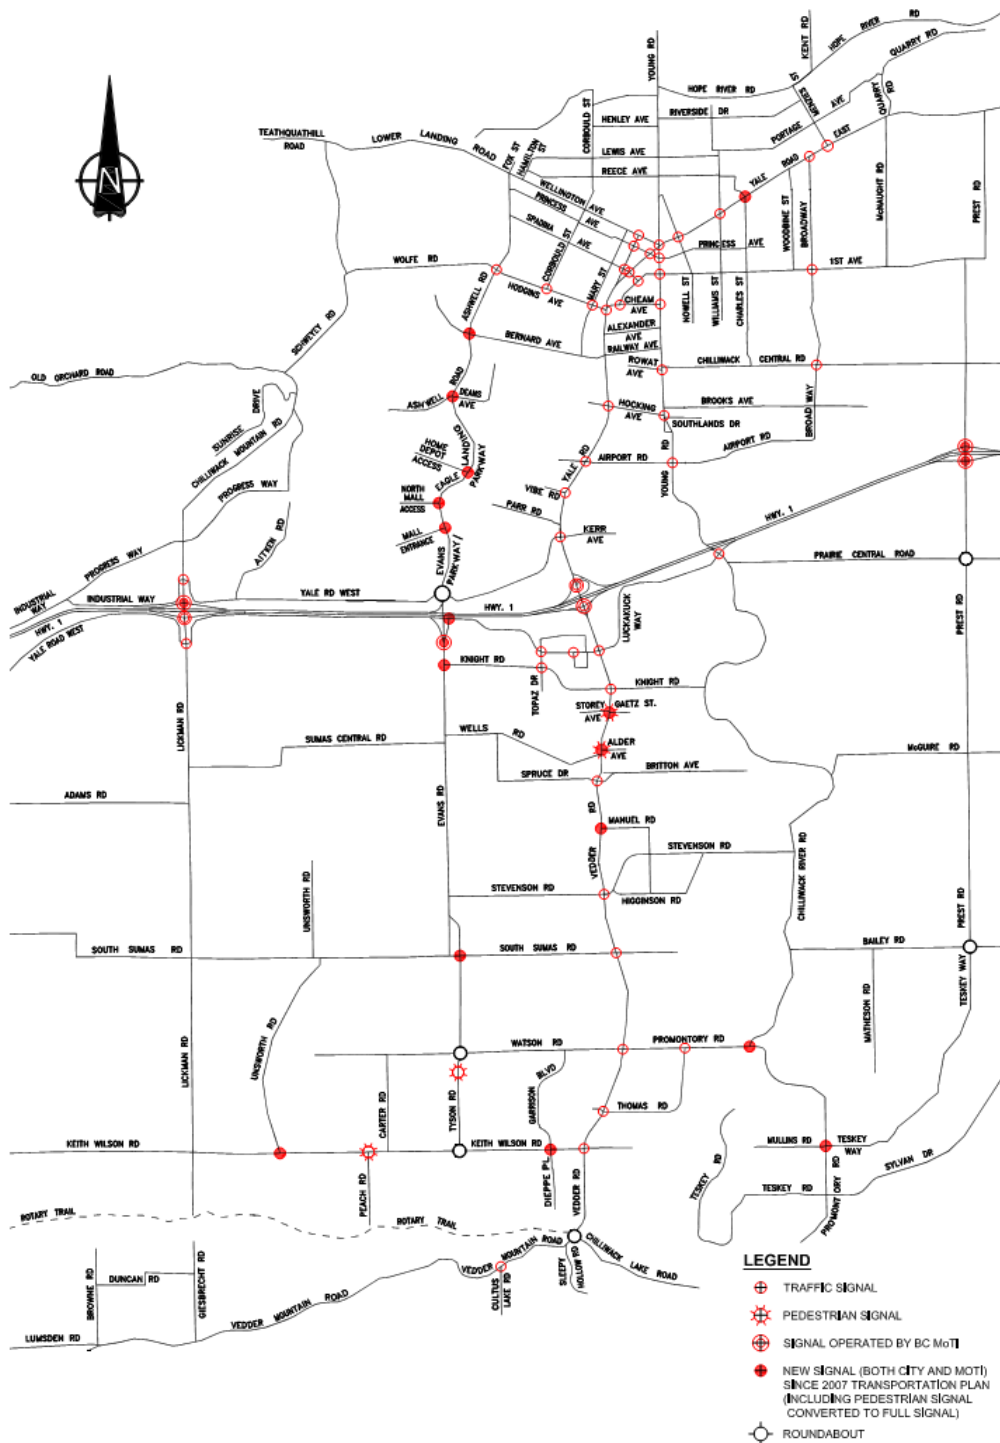 KENT RD
HOPE RIVER RD
QUARRY RD
YOUNG RD
HOPE RIVER RD
MENZIES ST
QUARRY RD
CORBOULD ST
RIVERSIDE DR
PORTAGE AVE
HENLEY AVE
TEATHQUATHILL ROAD
LOWER LANDING ROAD
FOX ST
HAMILTON ST
LEWIS AVE
REECE AVE
YALE ROAD EAST
McNAUGHT RD
PREST RD
WELLINGTON AVE
PRINCESS AVE
SPADINA AVE
CORBOULD ST
PRINCESS AVE
WOODBINE ST
BROADWAY
WOLFE RD
ASHWELL RD
HODGINS AVE
MARY ST
CHEAM AVE
NOWELL ST
WILLIAMS ST
CHARLES ST
1ST AVE
SCHWEYEY RD
BERNARD AVE
ALEXANDER AVE
RAILWAY AVE
ROWAT AVE
CHILLIWACK CENTRAL RD
OLD ORCHARD ROAD
SUNRISE DRIVE
CHILLIWACK MOUNTAIN RD
ASHWELL ROAD
DEANS AVE
HOCKING AVE
BROOKS AVE
SOUTHLANDS DR
BROADWAY
HOME DEPOT ACCESS
EAGLE LANDING PARKWAY
YALE RD
AIRPORT RD
YOUNG RD
AIRPORT RD
PROGRESS WAY
NORTH MALL ACCESS
VIBE RD
PARR RD
HWY. 1
AITKEN RD
MALL ENTRANCE
EVANS PARKWAY/
KERR AVE
PRAIRIE CENTRAL ROAD
PROGRESS WAY
INDUSTRIAL WAY
INDUSTRIAL WAY
YALE RD WEST
HWY. 1
HWY. 1
YALE ROAD WEST
LUCKAKUCK WAY
PREST RD
KNIGHT RD
TOPAZ DR
KNIGHT RD
LICKMAN RD
STOREY AVE
GAETZ ST.
SUMAS CENTRAL RD
WELLS RD
ALDER AVE
McGUIRE RD
SPRUCE DR
BRITTON AVE
ADAMS RD
EVANS RD
VEDDER RD
MANUEL RD
STEVENSON RD
CHILLIWACK RIVER RD
UNSWORTH RD
STEVENSON RD
HIGGINSON RD
PREST RD
SOUTH SUMAS RD
SOUTH SUMAS RD
BAILEY RD
TESKEY WAY
MATHESON RD
UNSWORTH RD
LICKMAN RD
WATSON RD
PROMONTORY RD
CARTER RD
TYSON RD
GARRISON BLVD
THOMAS RD
KEITH WILSON RD
KEITH WILSON RD
MULLINS RD
TESKEY WAY
SYLVAN DR
DIEPPE PL
VEDDER RD
PEACH RD
TESKEY RD
TESKEY RD
PROMONTORY RD
ROTARY TRAIL
ROTARY TRAIL
VEDDER MOUNTAIN ROAD
SLEEPY HOLLOW RD
CHILLIWACK LAKE ROAD
CULTUS LAKE RD
BROWNE RD
DUNCAN RD
GIESBRECHT RD
VEDDER MOUNTAIN ROAD
LUMSDEN RD
N
LEGEND
TRAFFIC SIGNAL
PEDESTRIAN SIGNAL
SIGNAL OPERATED BY BC MoTI
NEW SIGNAL (BOTH CITY AND MOTI)
SINCE 2007 TRANSPORTATION PLAN
(INCLUDING PEDESTRIAN SIGNAL
CONVERTED TO FULL SIGNAL)
ROUNDABOUT